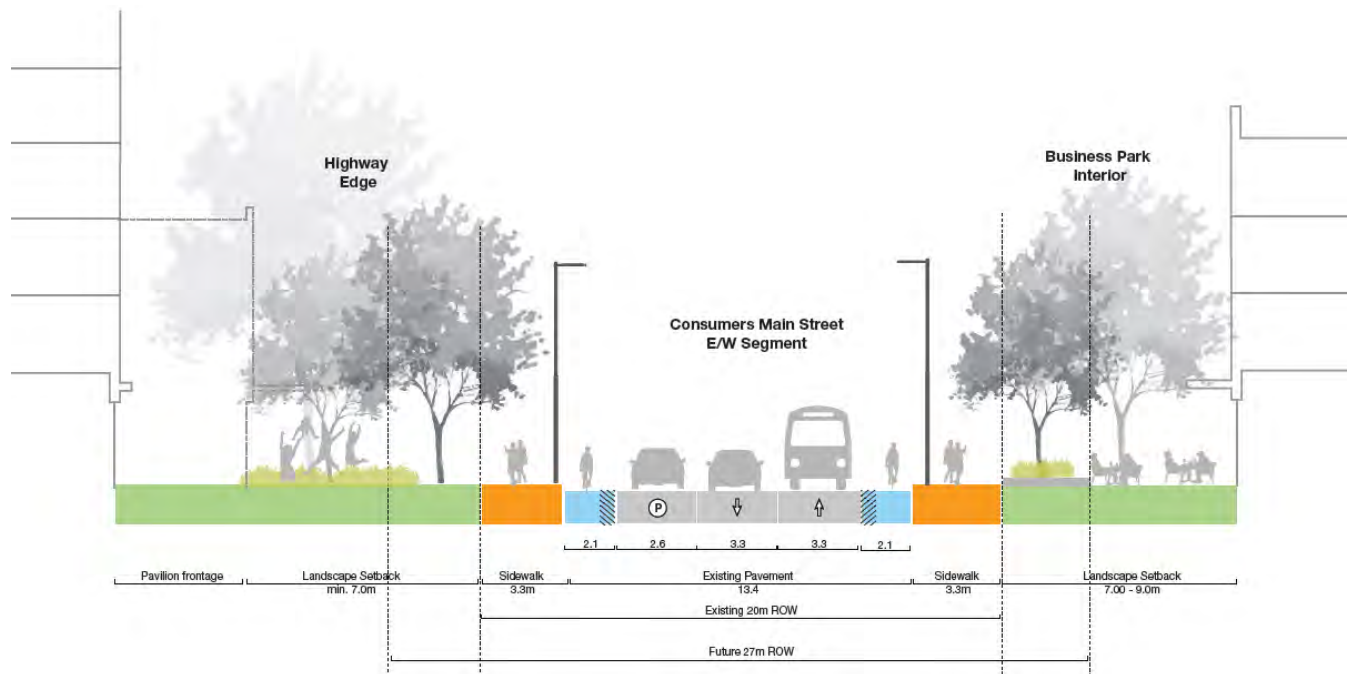 Highway
Edge
Business Park
Interior
Consumers Main Street
E/W Segment
P
2.1
2.6
3.3
3.3
2.1
Pavilion frontage
Landscape Setback
min. 7.0m
Sidewalk
3.3m
Existing Pavement
13.4
Sidewalk
3.3m
Landscape Setback
7.00 - 9.0m
Existing 20m ROW
Future 27m ROW